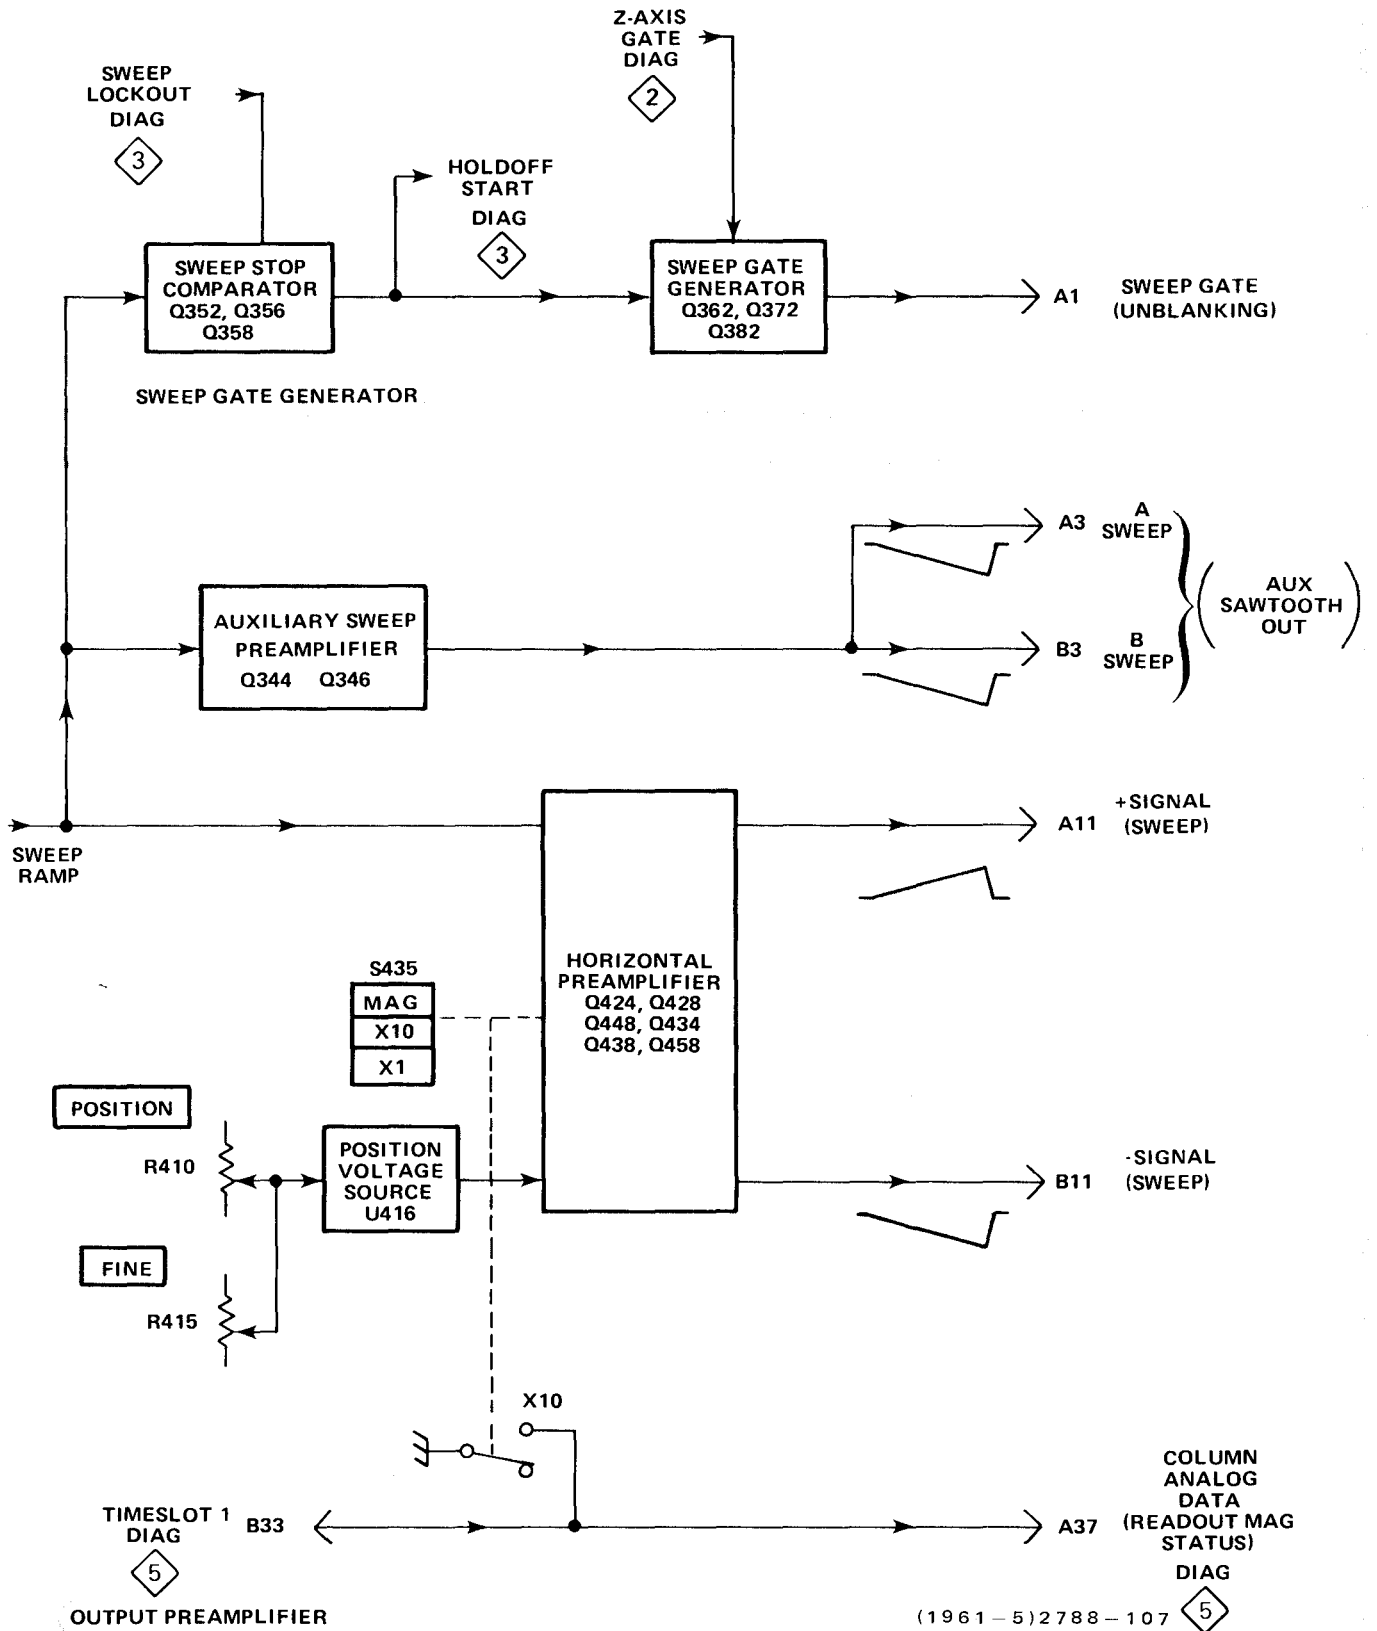 Z-AXIS
GATE
DIAG
2
SWEEP
LOCKOUT
DIAG
3
HOLDOFF
START
DIAG
3
SWEEP STOP
COMPARATOR
Q352, Q356
Q358
SWEEP GATE
GENERATOR
Q362, Q372
Q382
A1
SWEEP GATE
(UNBLANKING)
SWEEP GATE GENERATOR
A3
A
SWEEP
AUXILIARY SWEEP
PREAMPLIFIER
Q344 Q346
B3
B
SWEEP
(AUX
SAWTOOTH
OUT)
SWEEP
RAMP
A11
+SIGNAL
(SWEEP)
HORIZONTAL
PREAMPLIFIER
Q424, Q428
Q448, Q434
Q438, Q458
S435
MAG
X10
X1
POSITION
R410
POSITION
VOLTAGE
SOURCE
U416
B11
-SIGNAL
(SWEEP)
FINE
R415
X10
TIMESLOT 1
DIAG
5
B33
A37
COLUMN
ANALOG
DATA
(READOUT MAG
STATUS)
DIAG
5
OUTPUT PREAMPLIFIER
(1961-5)2788-107